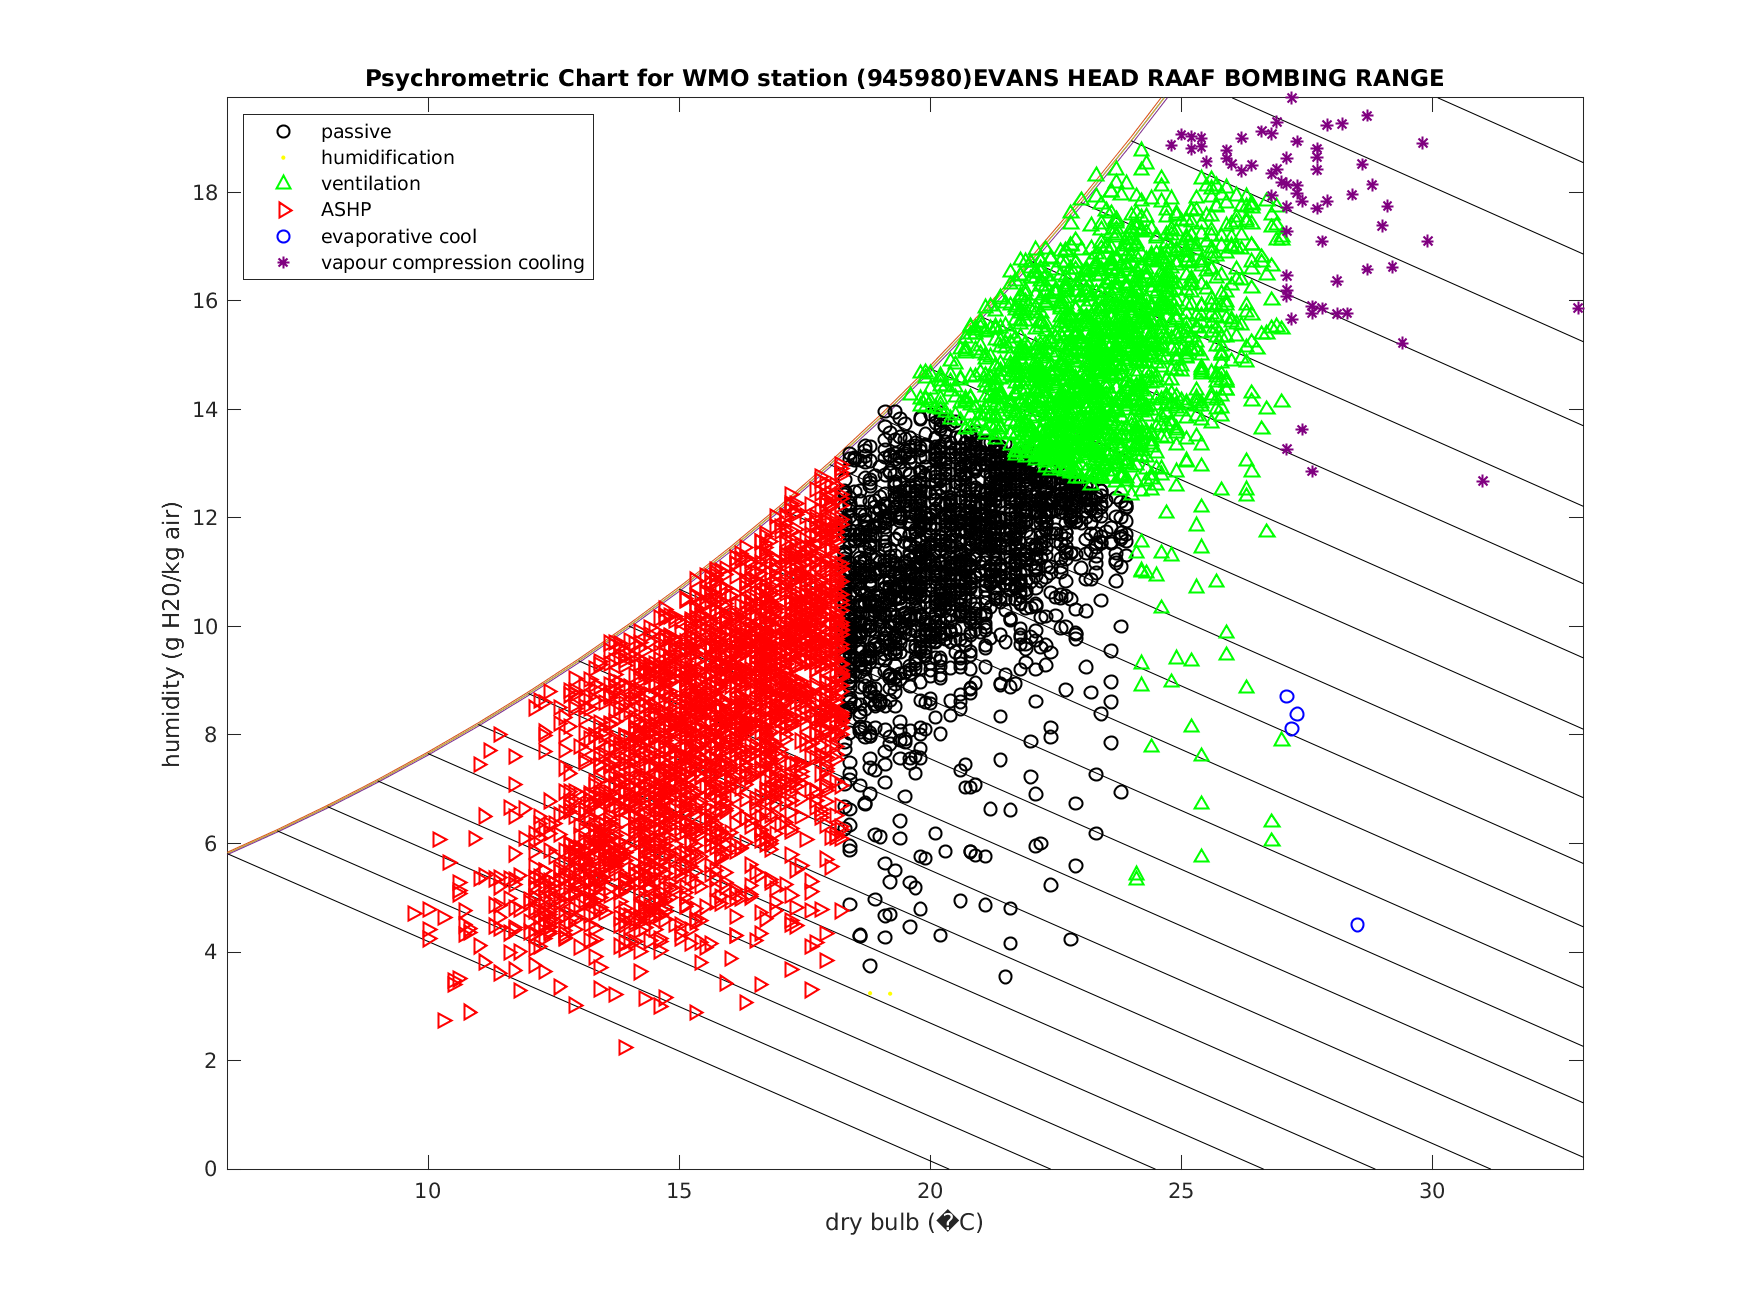 Psychrometric Chart for WMO station (945980)EVANS HEAD RAAF BOMBING RANGE
passive
humidification
ventilation
ASHP
evaporative cool
vapour compression cooling
humidity (g H20/kg air)
18
16
14
12
10
8
6
4
2
0
10
15
20
25
30
dry bulb (�C)